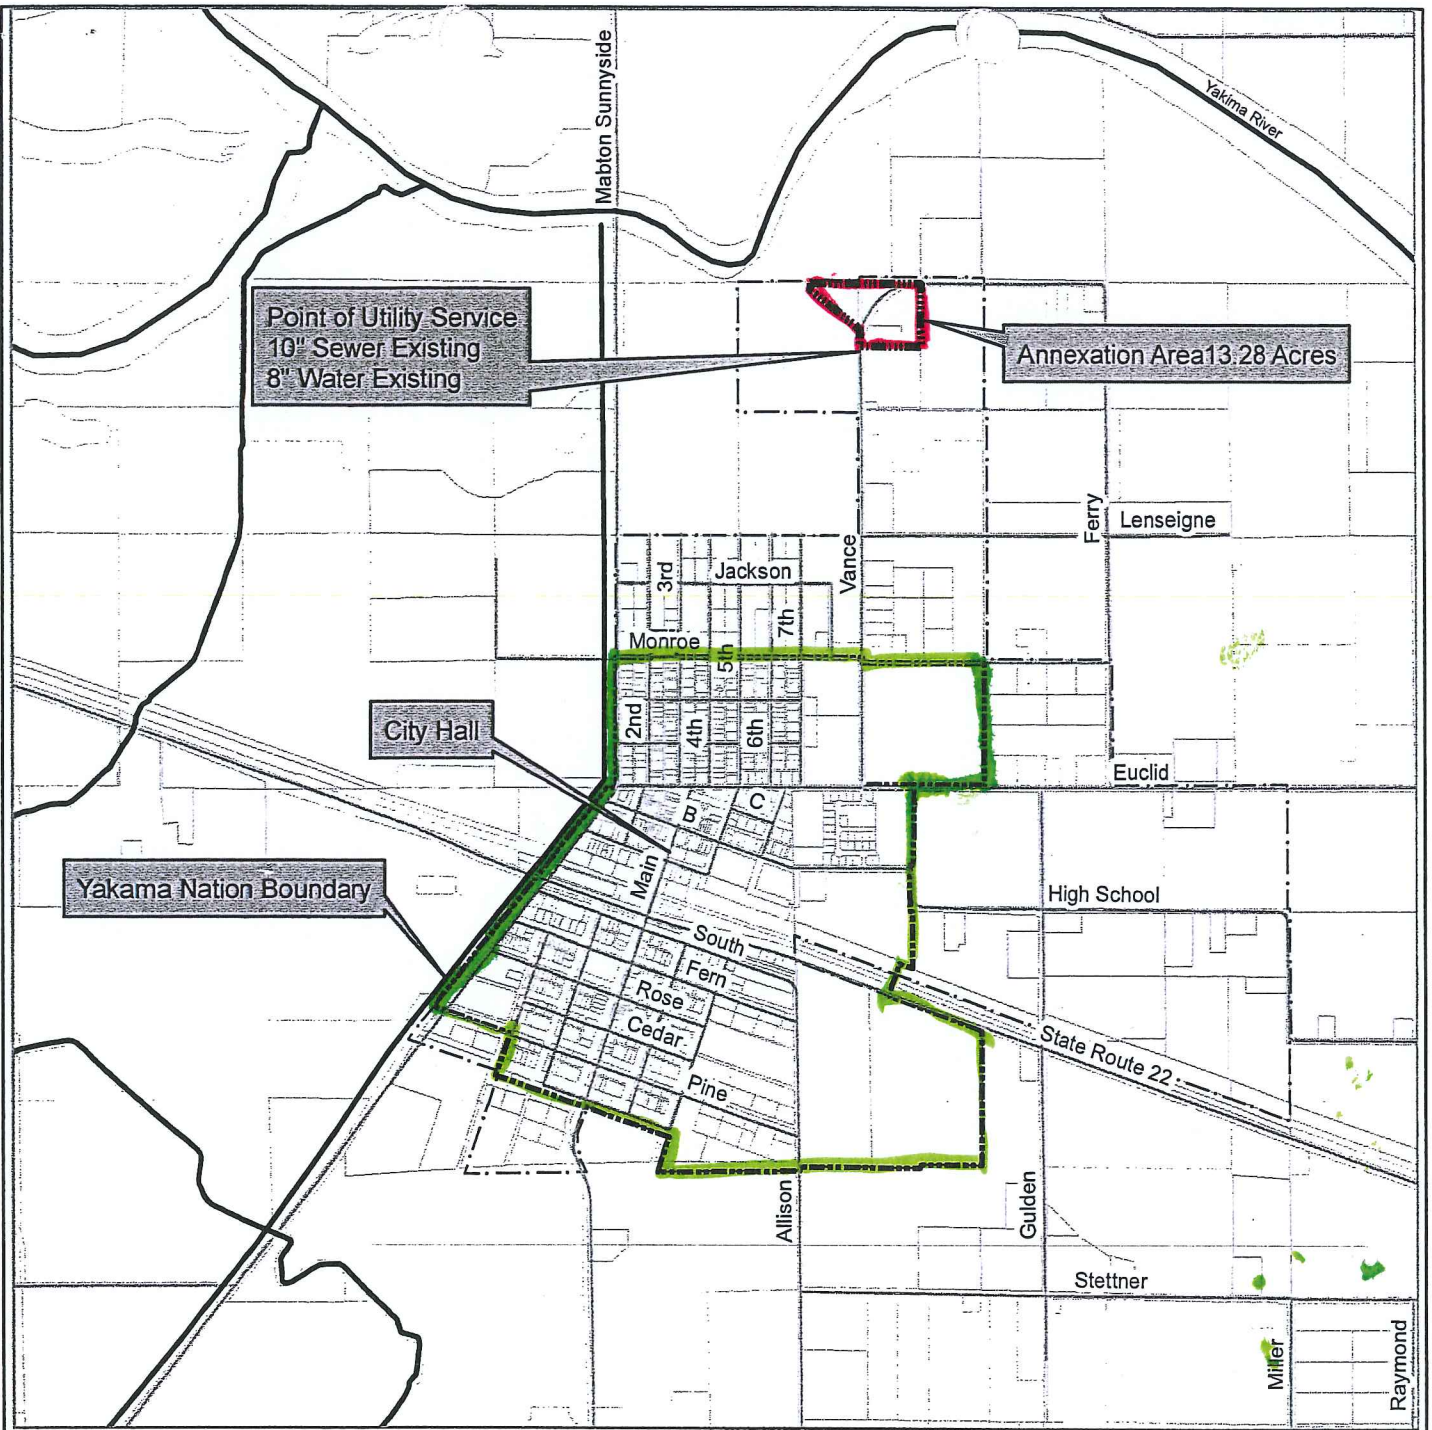 Mabton Sunnyside
Yakima River
Point of Utility Service
10" Sewer Existing
8" Water Existing
Annexation Area13.28 Acres
Ferry
Lenseigne
Vance
3rd
Jackson
7th
Monroe
5th
2nd
4th
6th
City Hall
Euclid
B
C
Main
Yakama Nation Boundary
High School
South
Fern
Rose
Cedar
State Route 22
Pine
Allison
Gulden
Stettner
Miller
Raymond